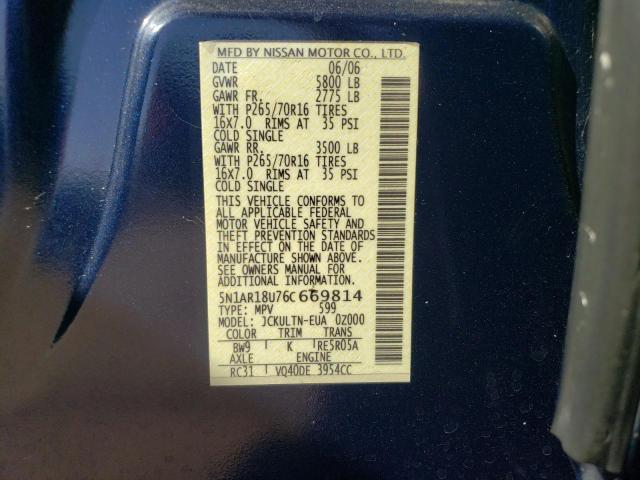 MFD BY NISSAN MOTOR CO., LTD.
DATE 06/06
GVWR 5800 LB
GAWR FR. 2775 LB
WITH P265/70R16 TIRES
16X7.0 RIMS AT 35 PSI
COLD SINGLE
GAWR RR. 3500 LB
WITH P265/70R16 TIRES
16X7.0 RIMS AT 35 PSI
COLD SINGLE
THIS VEHICLE CONFORMS TO
ALL APPLICABLE FEDERAL
MOTOR VEHICLE SAFETY AND
THEFT PREVENTION STANDARDS
IN EFFECT ON THE DATE OF
MANUFACTURE SHOWN ABOVE.
SEE OWNERS MANUAL FOR
ADDITIONAL INFORMATION.
5N1AR18U76C669814
TYPE: MPV 599
MODEL: JCKULTN-EUA 0Z000
COLOR TRIM TRANS
BW9 K RE5R05A
AXLE ENGINE
RC31 VQ40DE 3954CC